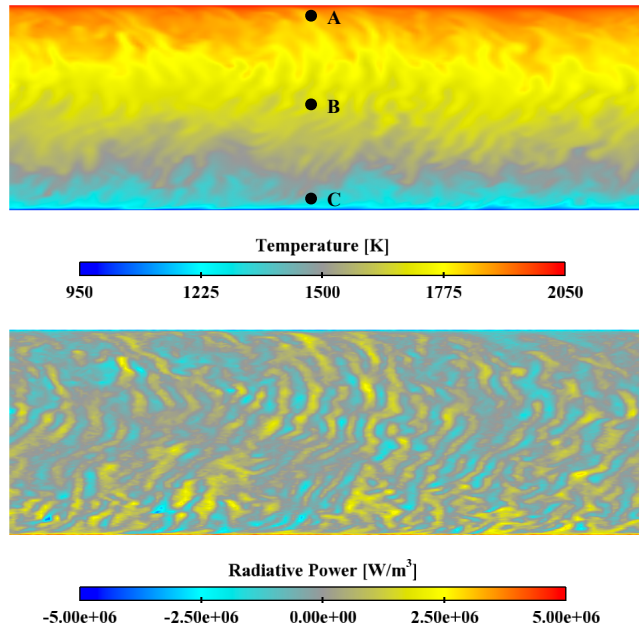 A
B
C
Temperature [K]
950 1225 1500 1775 2050
Radiative Power [W/m³]
-5.00e+06 -2.50e+06 0.00e+00 2.50e+06 5.00e+06